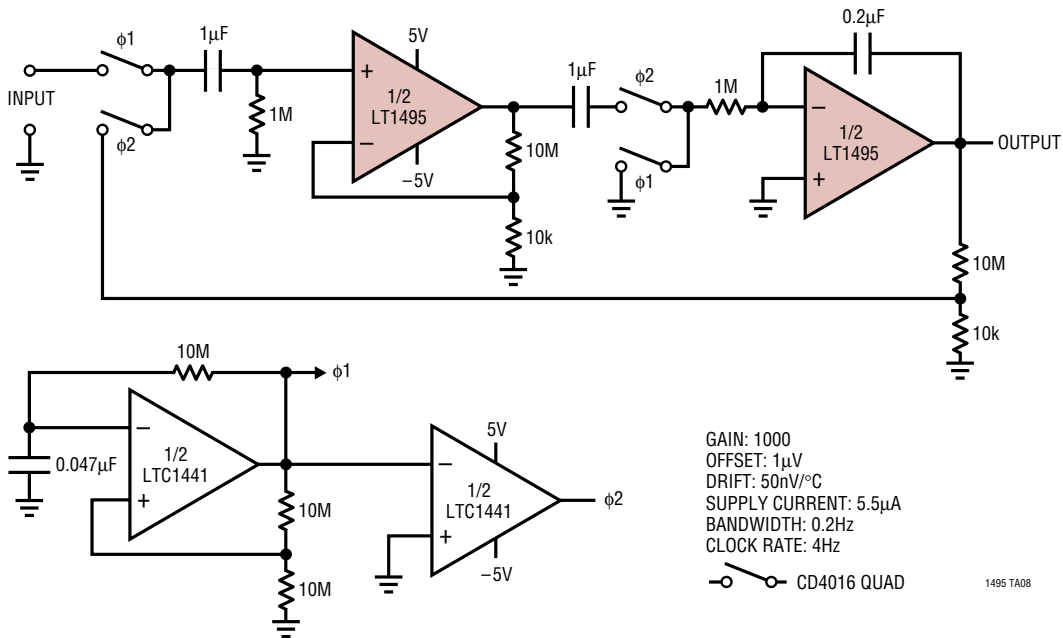 ϕ1
1µF
INPUT
ϕ2
1M
5V
+
1/2
LT1495
−
−5V
10M
10k
1µF
ϕ2
ϕ1
1M
0.2µF
−
1/2
LT1495
+
OUTPUT
10M
10k
10M
ϕ1
0.047µF
−
1/2
LTC1441
+
10M
10M
5V
−
1/2
LTC1441
+
−5V
ϕ2
GAIN: 1000
OFFSET: 1µV
DRIFT: 50nV/°C
SUPPLY CURRENT: 5.5µA
BANDWIDTH: 0.2Hz
CLOCK RATE: 4Hz
CD4016 QUAD
1495 TA08